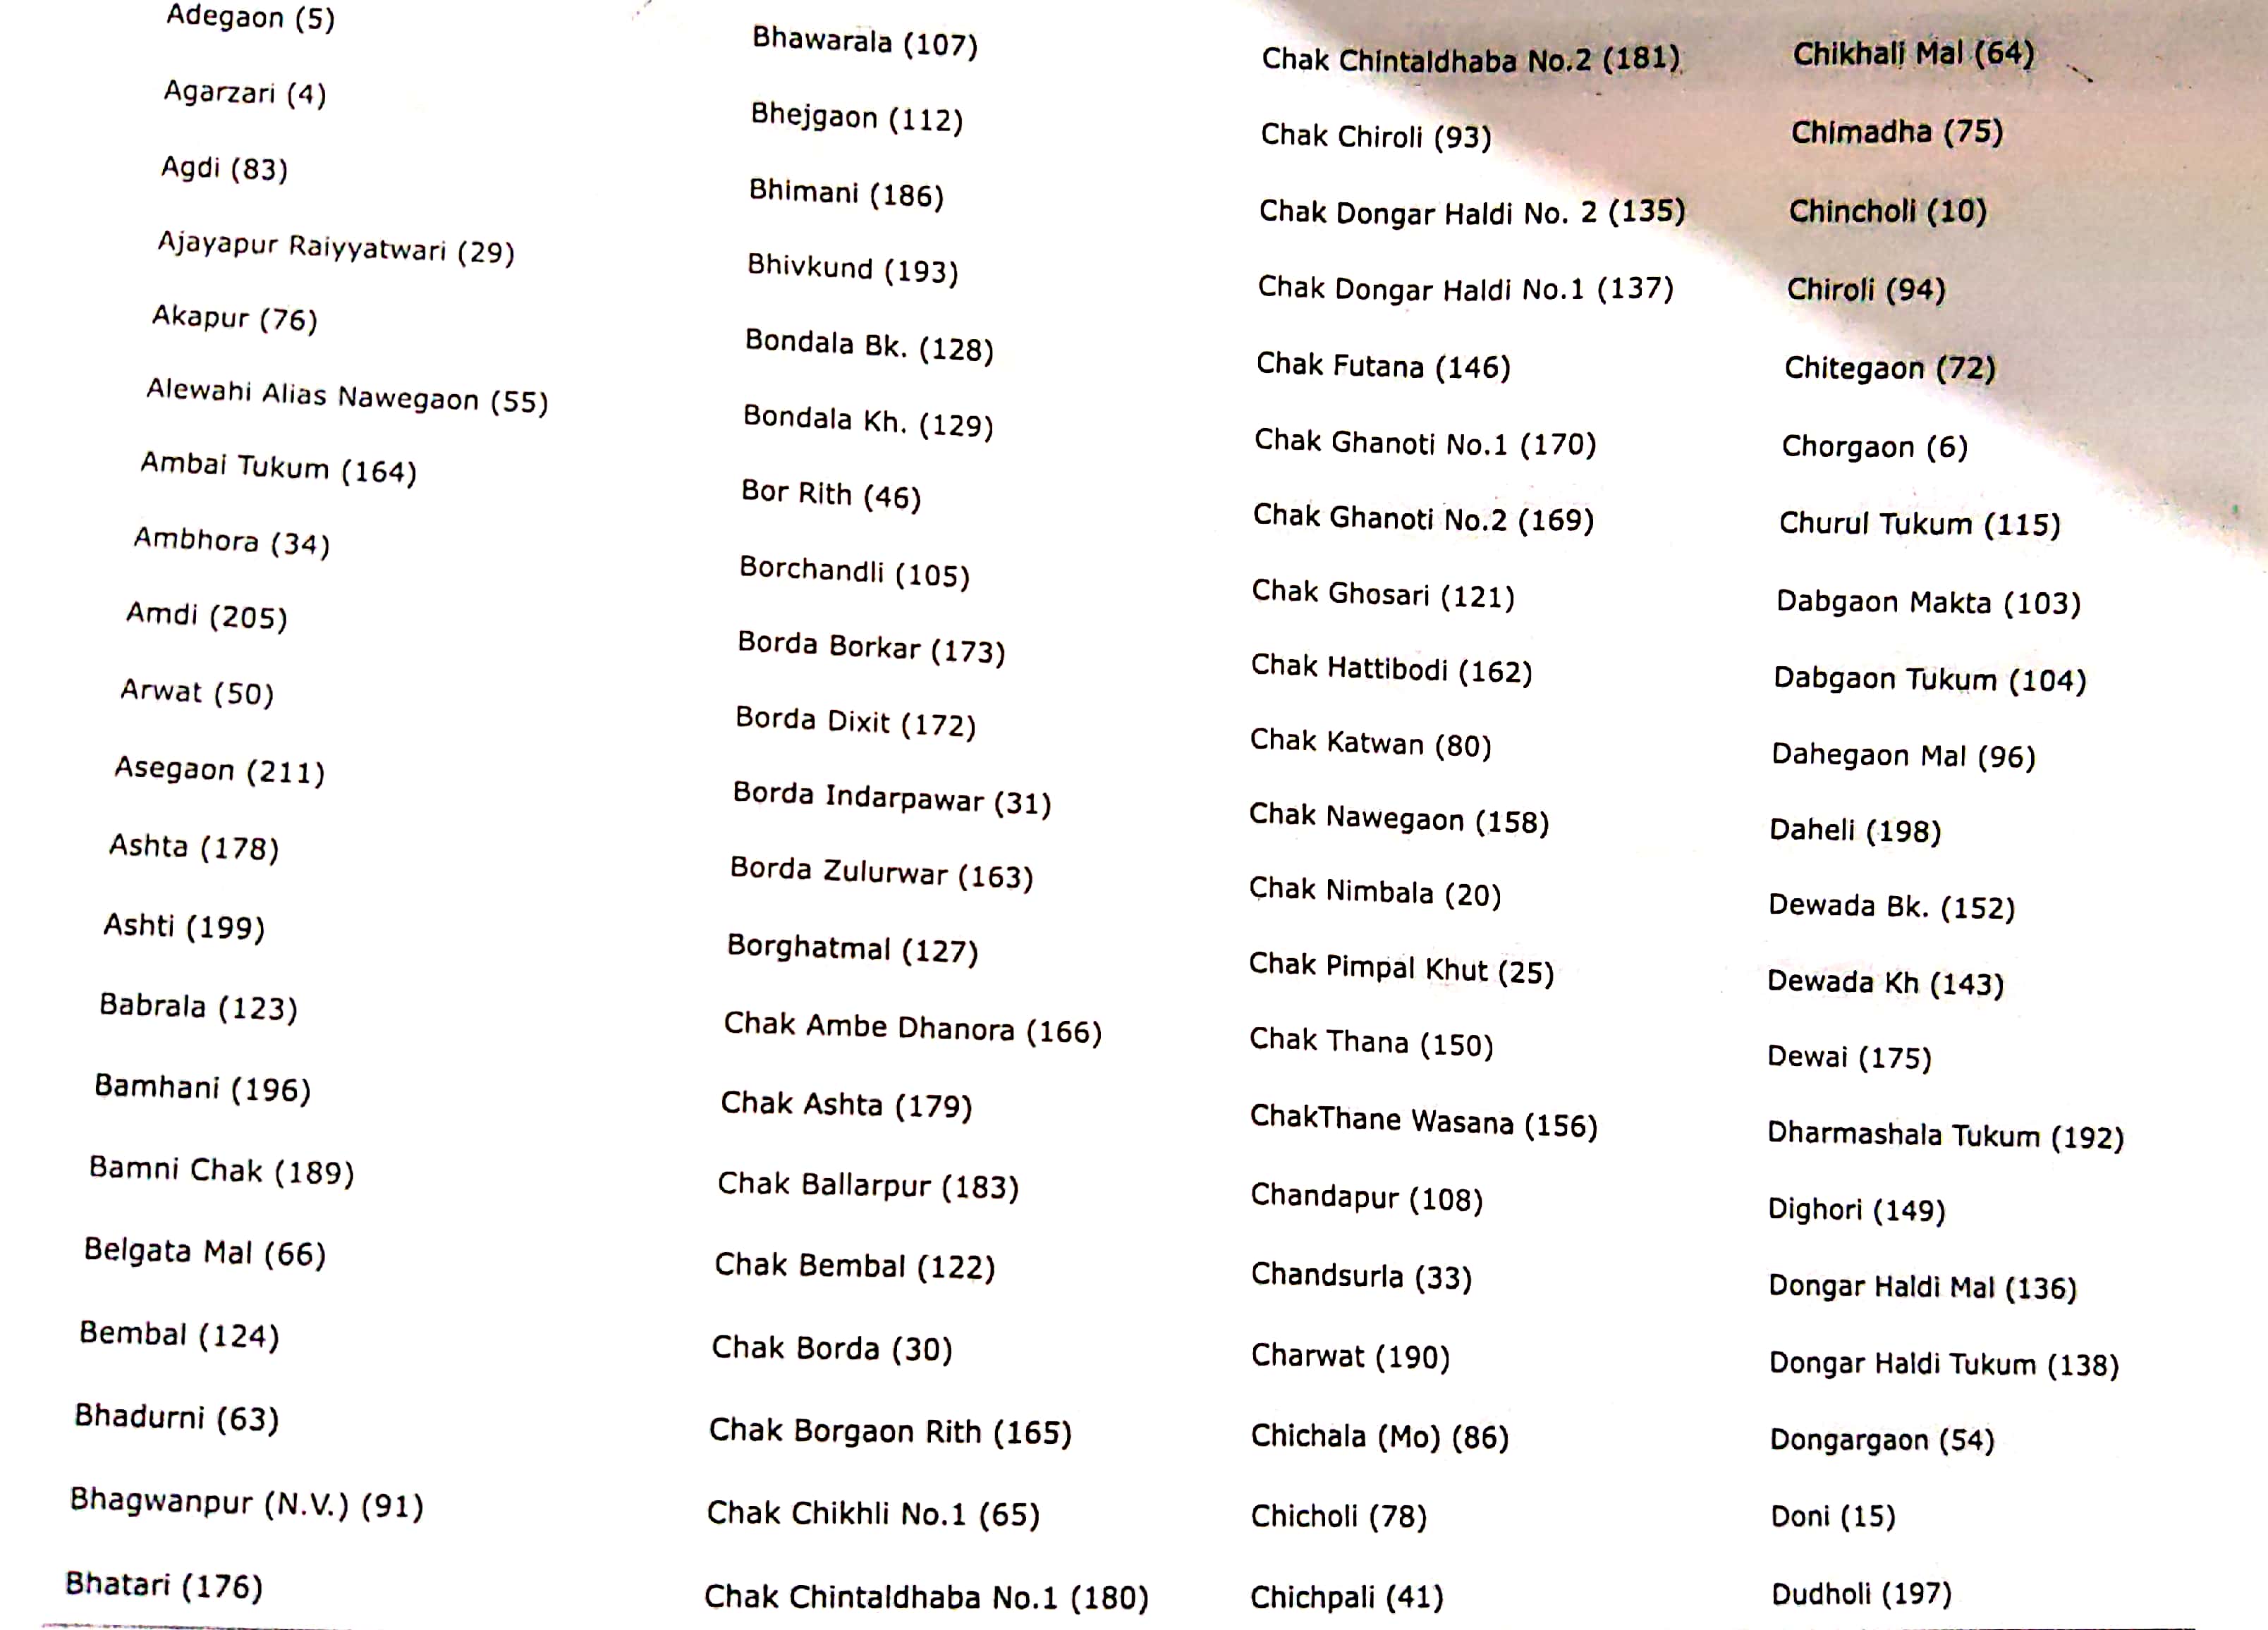 Adegaon (5)
Agarzari (4)
Agdi (83)
Ajayapur Raiyyatwari (29)
Akapur (76)
Alewahi Alias Nawegaon (55)
Ambai Tukum (164)
Ambhora (34)
Amdi (205)
Arwat (50)
Asegaon (211)
Ashta (178)
Ashti (199)
Babrala (123)
Bamhani (196)
Bamni Chak (189)
Belgata Mal (66)
Bembal (124)
Bhadurni (63)
Bhagwanpur (N.V.) (91)
Bhatari (176)
Bhawarala (107)
Bhejgaon (112)
Bhimani (186)
Bhivkund (193)
Bondala Bk. (128)
Bondala Kh. (129)
Bor Rith (46)
Borchandli (105)
Borda Borkar (173)
Borda Dixit (172)
Borda Indarpawar (31)
Borda Zulurwar (163)
Borghatmal (127)
Chak Ambe Dhanora (166)
Chak Ashta (179)
Chak Ballarpur (183)
Chak Bembal (122)
Chak Borda (30)
Chak Borgaon Rith (165)
Chak Chikhli No.1 (65)
Chak Chintaldhaba No.1 (180)
Chak Chintaldhaba No.2 (181)
Chak Chiroli (93)
Chak Dongar Haldi No. 2 (135)
Chak Dongar Haldi No.1 (137)
Chak Futana (146)
Chak Ghanoti No.1 (170)
Chak Ghanoti No.2 (169)
Chak Ghosari (121)
Chak Hattibodi (162)
Chak Katwan (80)
Chak Nawegaon (158)
Chak Nimbala (20)
Chak Pimpal Khut (25)
Chak Thana (150)
ChakThane Wasana (156)
Chandapur (108)
Chandsurla (33)
Charwat (190)
Chichala (Mo) (86)
Chicholi (78)
Chichpali (41)
Chikhali Mal (64)
Chimadha (75)
Chincholi (10)
Chiroli (94)
Chitegaon (72)
Chorgaon (6)
Churul Tukum (115)
Dabgaon Makta (103)
Dabgaon Tukum (104)
Dahegaon Mal (96)
Daheli (198)
Dewada Bk. (152)
Dewada Kh (143)
Dewai (175)
Dharmashala Tukum (192)
Dighori (149)
Dongar Haldi Mal (136)
Dongar Haldi Tukum (138)
Dongargaon (54)
Doni (15)
Dudholi (197)